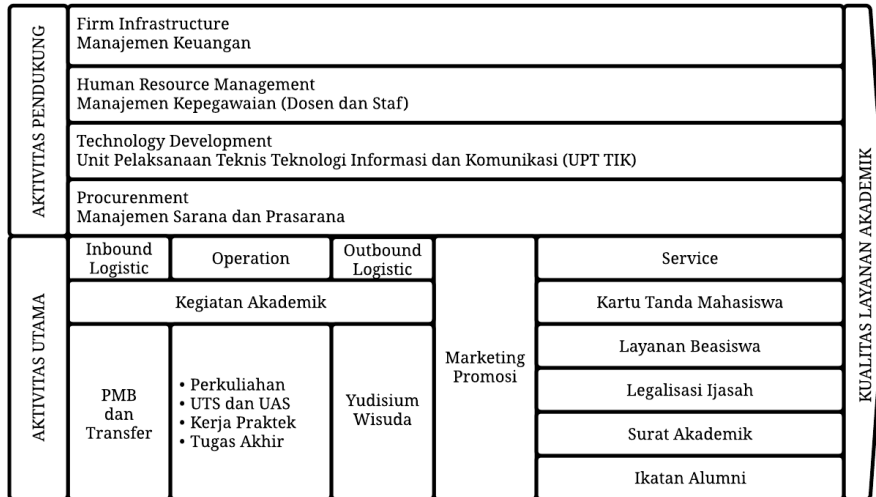 AKTIVITAS PENDUKUNG
Firm Infrastructure
Manajemen Keuangan
Human Resource Management
Manajemen Kepegawaian (Dosen dan Staf)
Technology Development
Unit Pelaksanaan Teknis Teknologi Informasi dan Komunikasi (UPT TIK)
Procurenment
Manajemen Sarana dan Prasarana
AKTIVITAS UTAMA
Inbound
Logistic
Operation
Outbound
Logistic
Kegiatan Akademik
PMB
dan
Transfer
• Perkuliahan
• UTS dan UAS
• Kerja Praktek
• Tugas Akhir
Yudisium
Wisuda
Marketing
Promosi
Service
Kartu Tanda Mahasiswa
Layanan Beasiswa
Legalisasi Ijasah
Surat Akademik
Ikatan Alumni
KUALITAS LAYANAN AKADEMIK